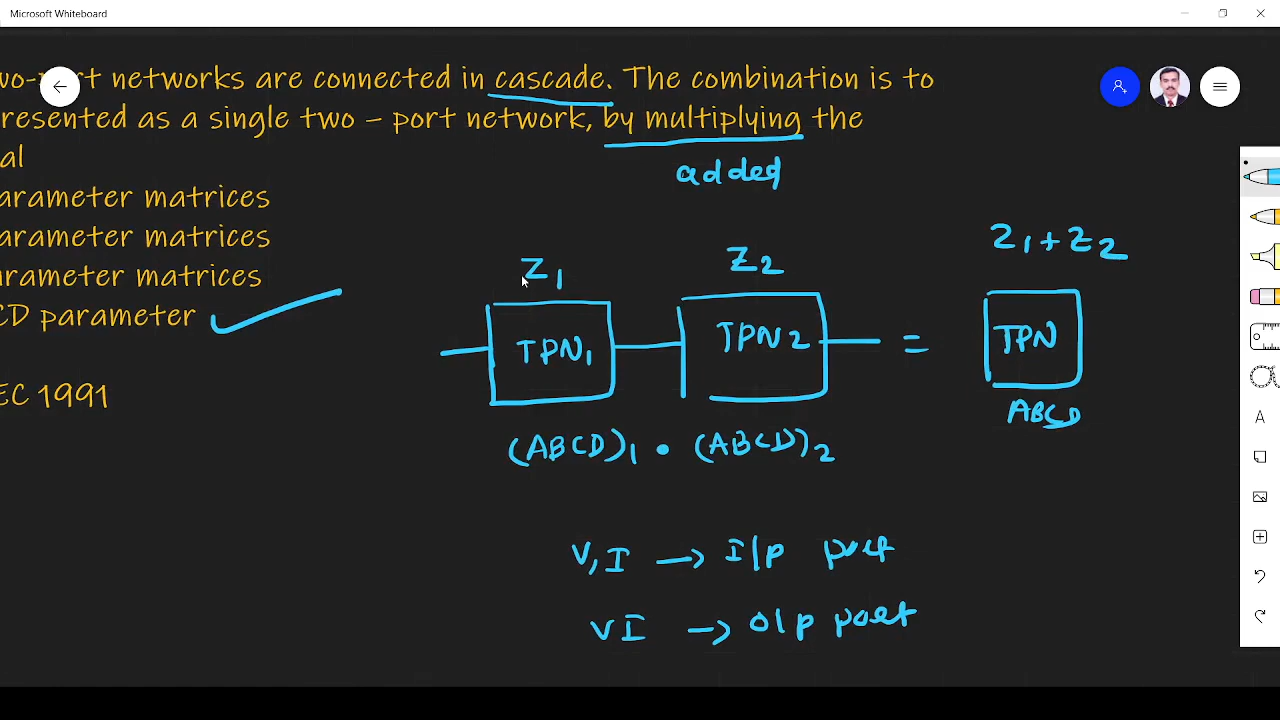 Microsoft Whiteboard
wo-port networks are connected in cascade. The combination is to
resented as a single two – port network, by multiplying the
al
added
arameter matrices
arameter matrices
rameter matrices
CD parameter
EC 1991
Z1
Z2
Z1+Z2
TPN1
TPN2
=
TPN
ABCD
(ABCD)1 • (ABCD)2
V,I → I/p port
VI → O/p port
A